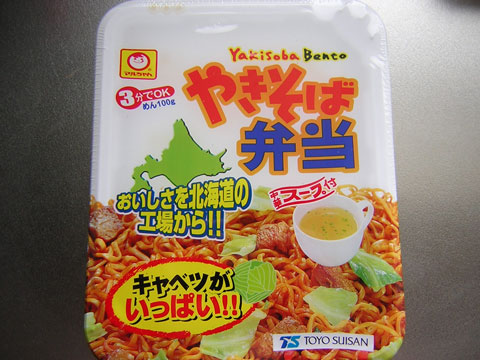 マルちゃん
Yakisoba Bento
3分でOK
めん100g
やきそば
弁当
中華スープ付
おいしさを北海道の
工場から!!
キャベツが
いっぱい!!
TS TOYO SUISAN